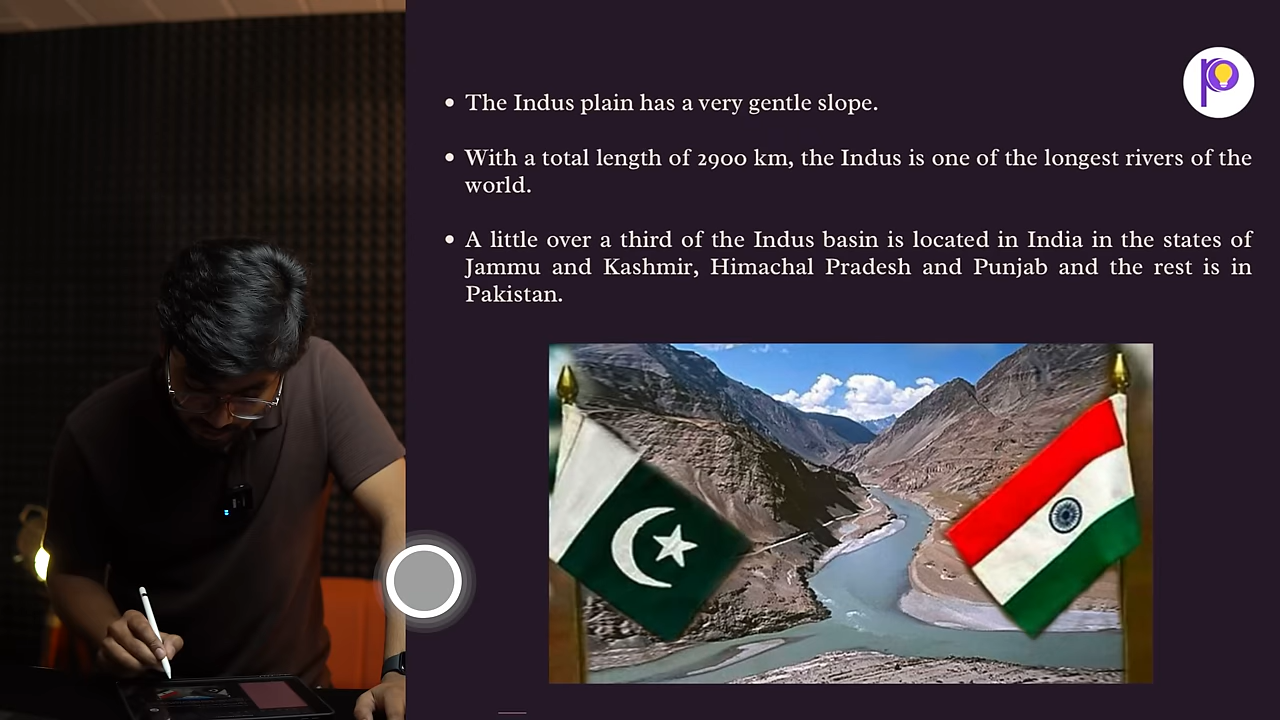 • The Indus plain has a very gentle slope.
• With a total length of 2900 km, the Indus is one of the longest rivers of the
world.
• A little over a third of the Indus basin is located in India in the states of
Jammu and Kashmir, Himachal Pradesh and Punjab and the rest is in
Pakistan.